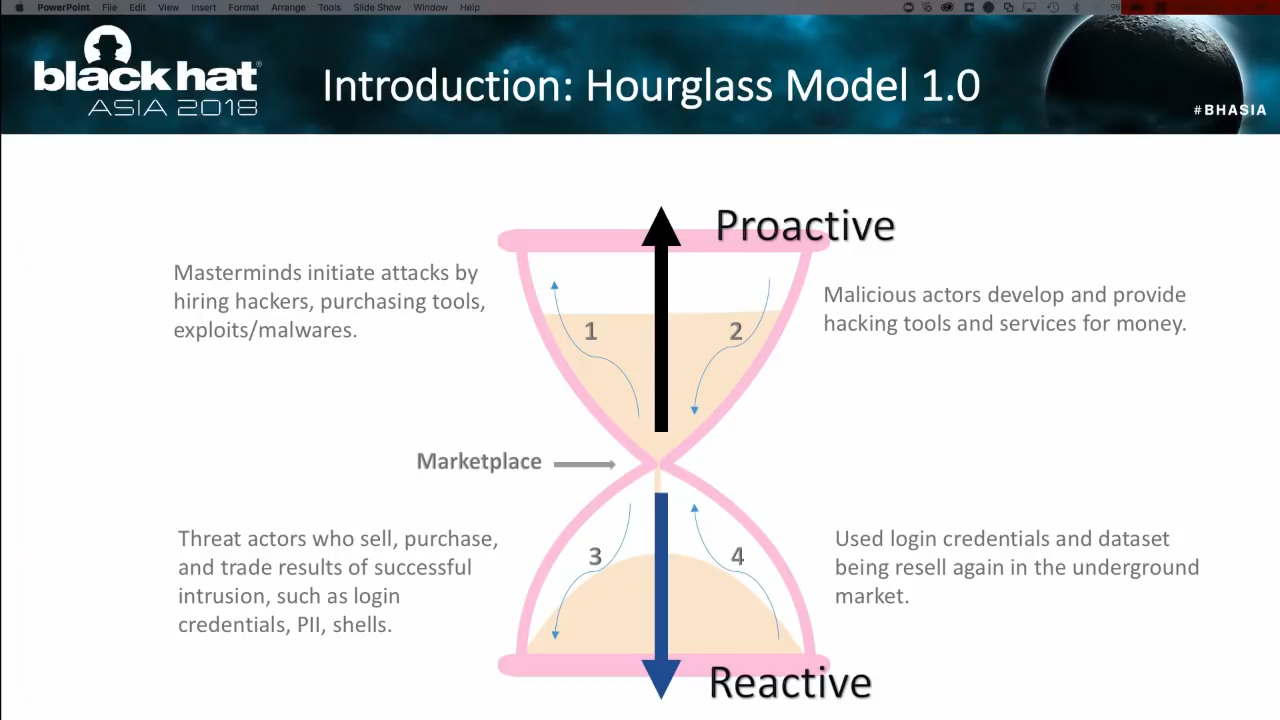 PowerPoint File Edit View Insert Format Arrange Tools Slide Show Window Help
black hat®
ASIA 2018
Introduction: Hourglass Model 1.0
#BHASIA
Proactive
Masterminds initiate attacks by
hiring hackers, purchasing tools,
exploits/malwares.
Malicious actors develop and provide
hacking tools and services for money.
1
2
Marketplace
Threat actors who sell, purchase,
and trade results of successful
intrusion, such as login
credentials, PII, shells.
3
4
Used login credentials and dataset
being resell again in the underground
market.
Reactive